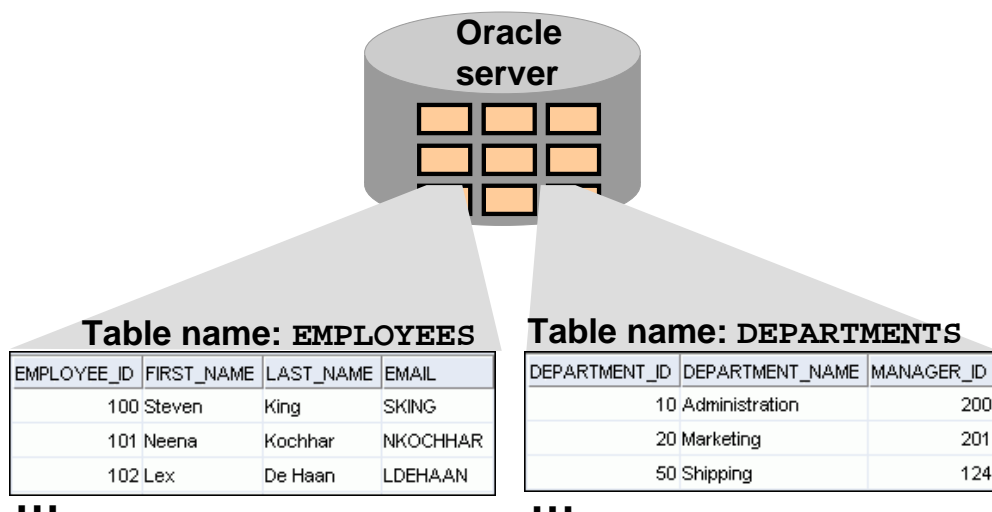 Oracle
server
Table name: EMPLOYEES
EMPLOYEE_ID FIRST_NAME LAST_NAME EMAIL
100 Steven King SKING
101 Neena Kochhar NKOCHHAR
102 Lex De Haan LDEHAAN
...
Table name: DEPARTMENTS
DEPARTMENT_ID DEPARTMENT_NAME MANAGER_ID
10 Administration 200
20 Marketing 201
50 Shipping 124
...